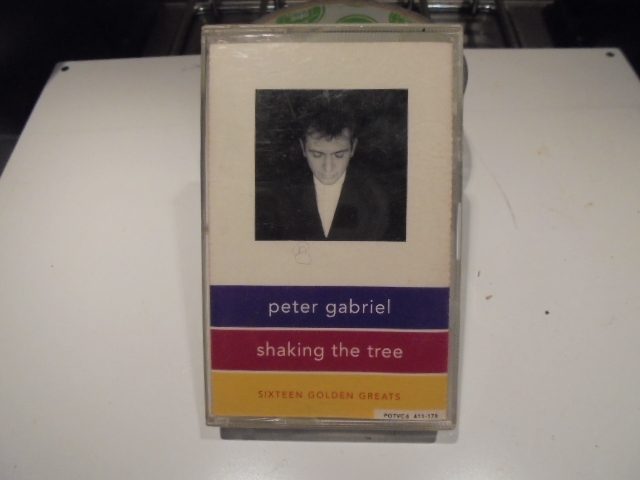 peter gabriel
shaking the tree
SIXTEEN GOLDEN GREATS